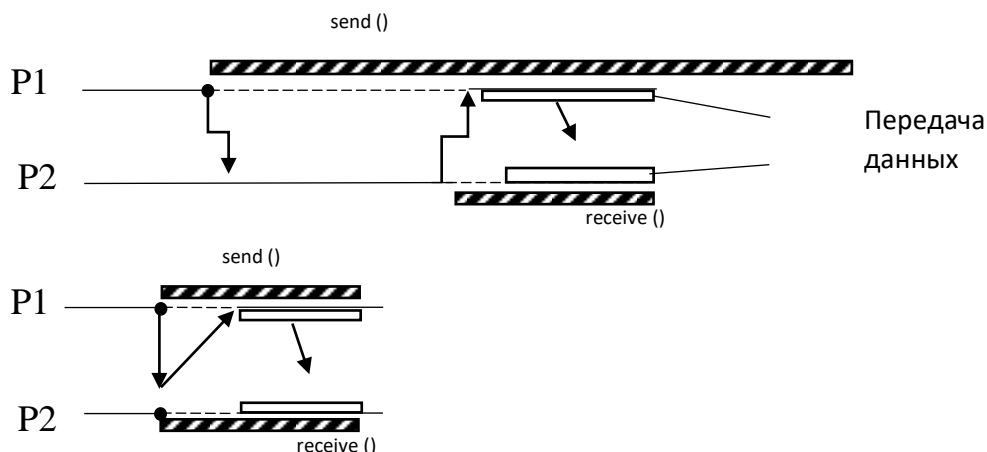 send ()
P1
Передача
данных
P2
receive ()
send ()
P1
P2
receive ()